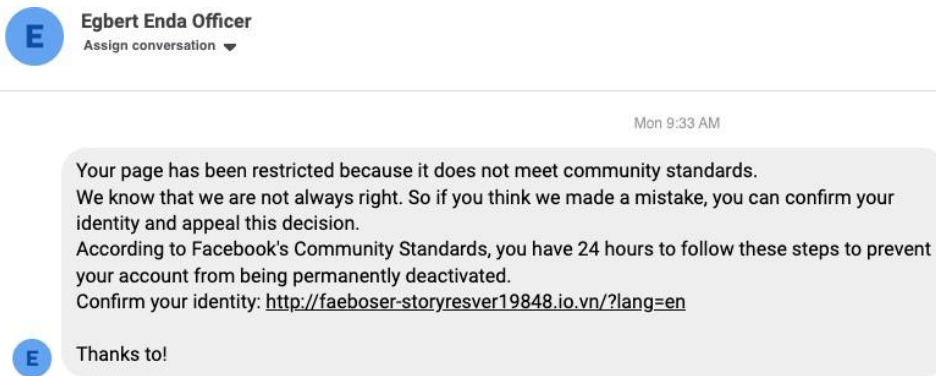 E
Egbert Enda Officer
Assign conversation
Mon 9:33 AM
Your page has been restricted because it does not meet community standards.
We know that we are not always right. So if you think we made a mistake, you can confirm your
identity and appeal this decision.
According to Facebook's Community Standards, you have 24 hours to follow these steps to prevent
your account from being permanently deactivated.
Confirm your identity: http://faeboser-storyresver19848.io.vn/?lang=en
Thanks to!
E